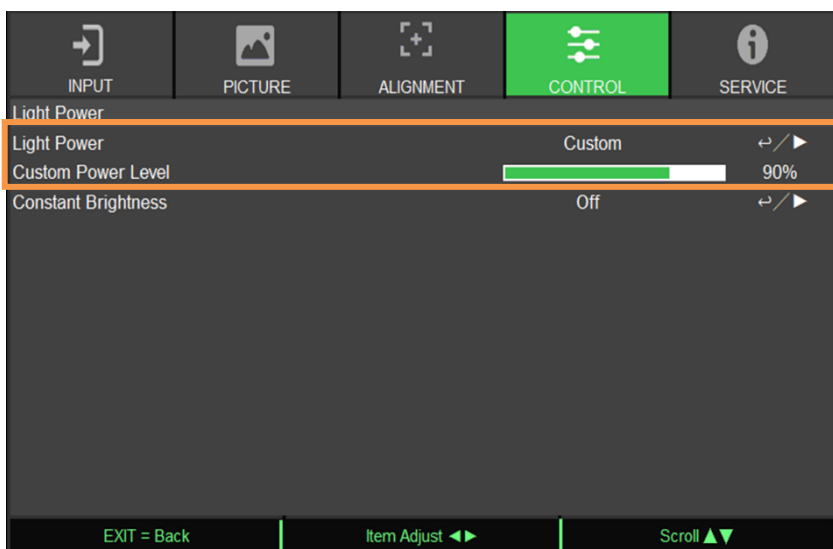 INPUT PICTURE ALIGNMENT CONTROL SERVICE
Light Power
Light Power Custom ↩/▶
Custom Power Level 90%
Constant Brightness Off ↩/▶
EXIT = Back Item Adjust ◀▶ Scroll ▲▼